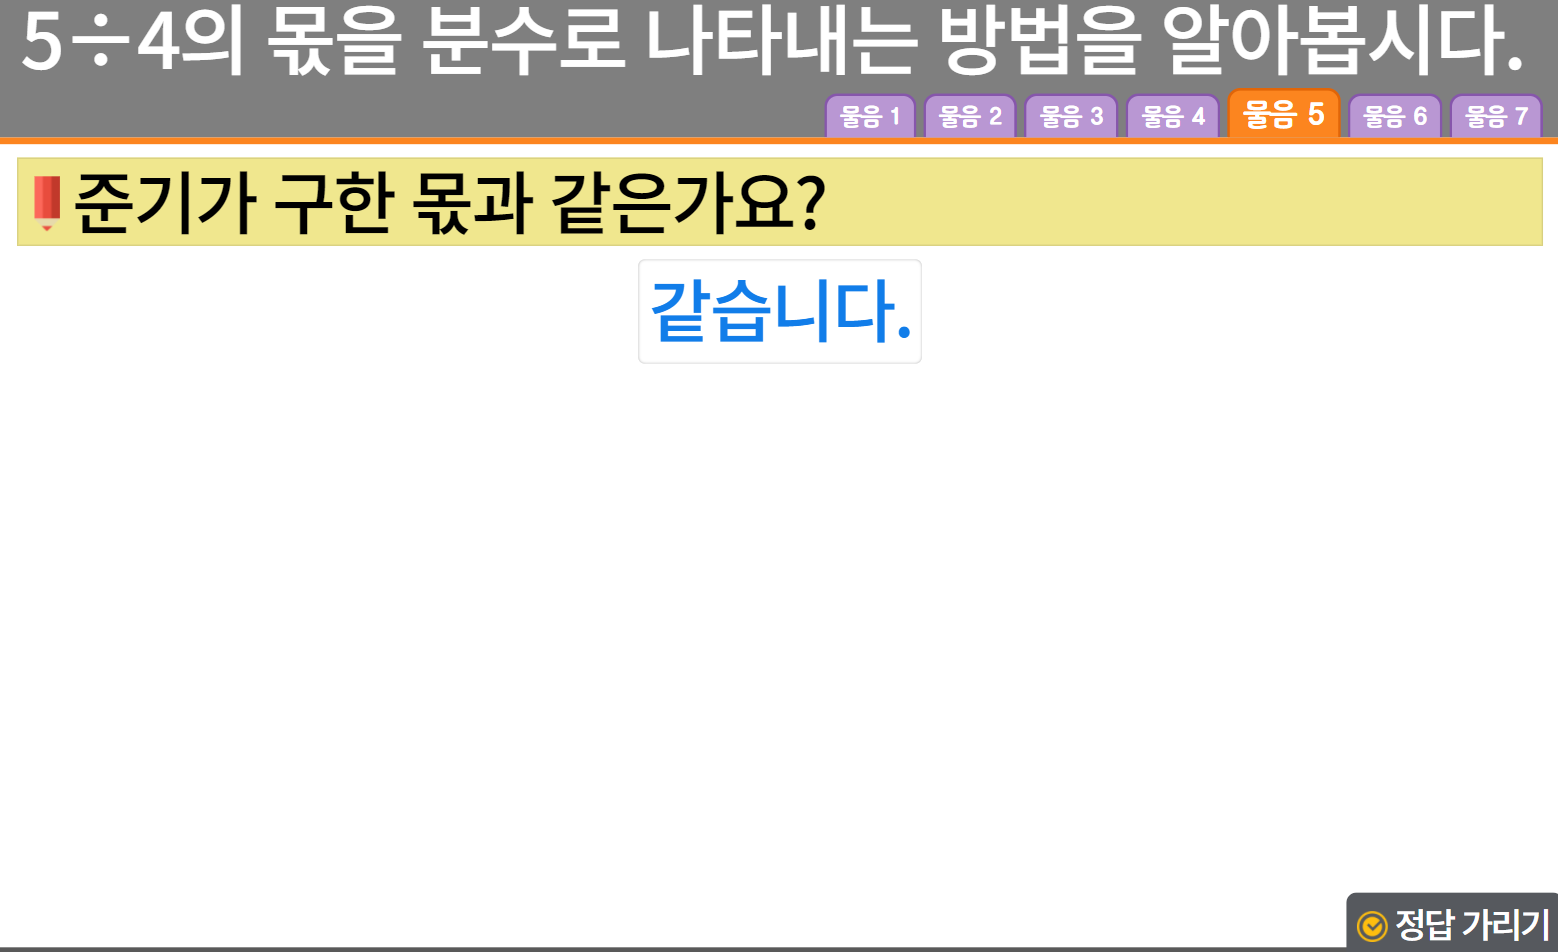 5÷4의 몫을 분수로 나타내는 방법을 알아봅시다.
물음 1 물음 2 물음 3 물음 4 물음 5 물음 6 물음 7
준기가 구한 몫과 같은가요?
같습니다.
정답 가리기